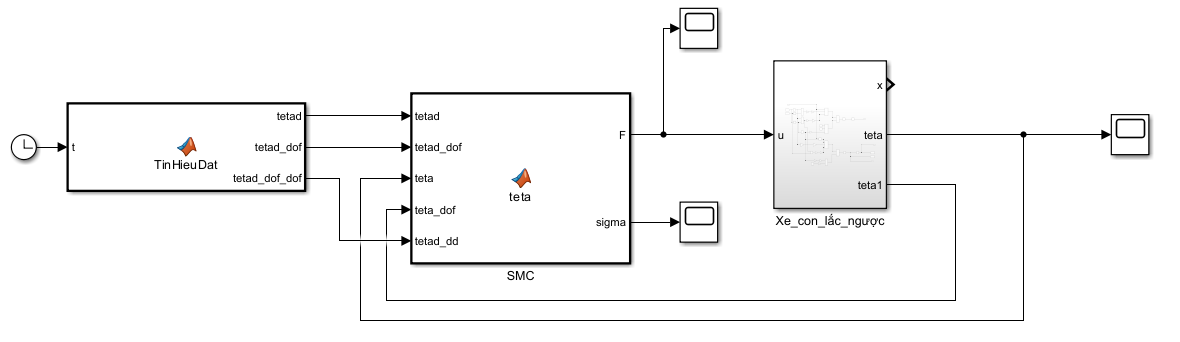 t
TinHieuDat
tetad
tetad_dof
tetad_dof_dof
tetad
tetad_dof
teta
teta_dof
tetad_dd
teta
F
sigma
SMC
u
x
teta
teta1
Xe_con_lắc_ngược